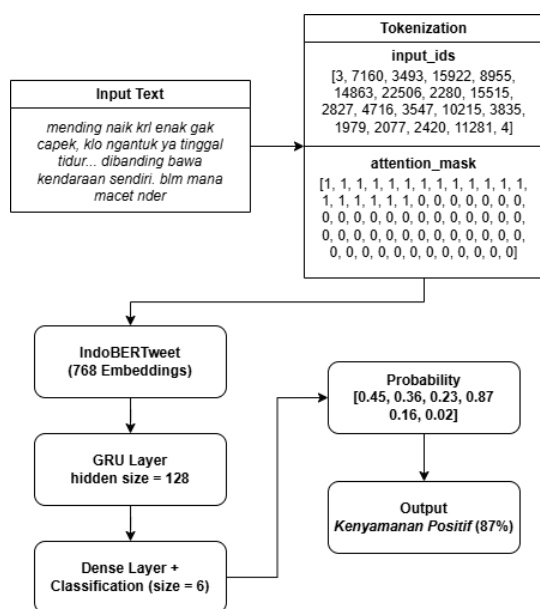 Tokenization
input_ids
[3, 7160, 3493, 15922, 8955,
14863, 22506, 2280, 15515,
2827, 4716, 3547, 10215, 3835,
1979, 2077, 2420, 11281, 4]
Input Text
mending naik krl enak gak
capek, klo ngantuk ya tinggal
tidur... dibanding bawa
kendaraan sendiri. blm mana
macet nder
attention_mask
[1, 1, 1, 1, 1, 1, 1, 1, 1, 1, 1, 1, 1,
1, 1, 1, 1, 1, 1, 0, 0, 0, 0, 0, 0, 0,
0, 0, 0, 0, 0, 0, 0, 0, 0, 0, 0, 0, 0,
0, 0, 0, 0, 0, 0, 0, 0, 0, 0, 0, 0, 0,
0, 0, 0, 0, 0, 0, 0, 0, 0, 0, 0, 0]
IndoBERTweet
(768 Embeddings)
GRU Layer
hidden size = 128
Dense Layer +
Classification (size = 6)
Probability
[0.45, 0.36, 0.23, 0.87
0.16, 0.02]
Output
Kenyamanan Positif (87%)